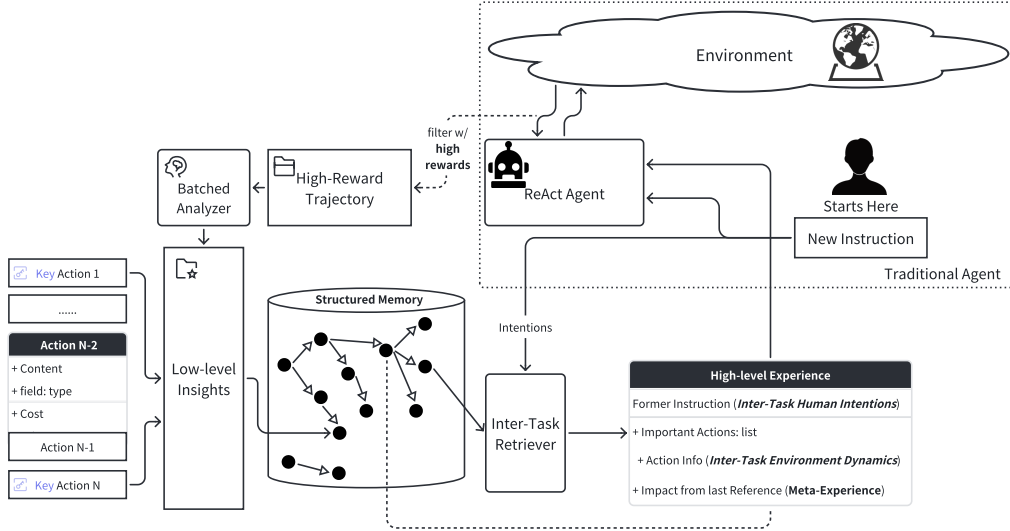 Environment
filter w/
high
rewards
Batched
Analyzer
High-Reward
Trajectory
ReAct Agent
Starts Here
New Instruction
Traditional Agent
Key Action 1
......
Action N-2
+ Content
+ field: type
+ Cost
Action N-1
Key Action N
Low-level
Insights
Structured Memory
Intentions
Inter-Task
Retriever
High-level Experience
Former Instruction (Inter-Task Human Intentions)
+ Important Actions: list
+ Action Info (Inter-Task Environment Dynamics)
+ Impact from last Reference (Meta-Experience)